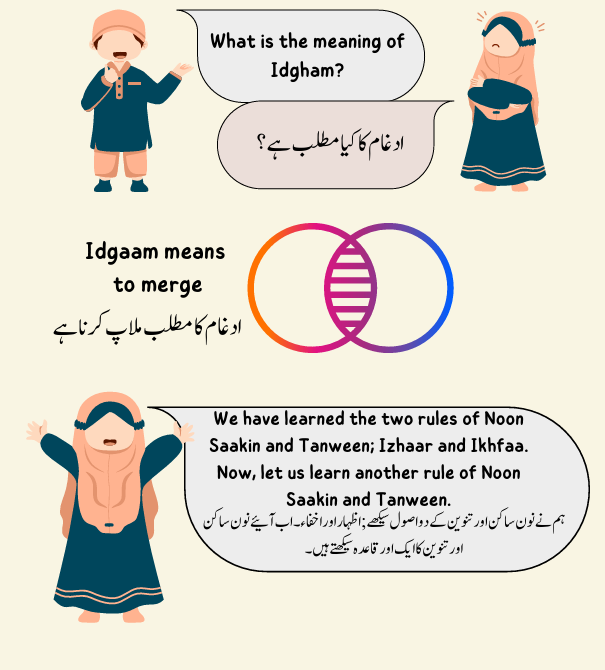 What is the meaning of
Idgham?
ادغام کا کیا مطلب ہے؟
Idgaam means
to merge
ادغام کا مطلب ملاپ کرنا ہے
We have learned the two rules of Noon
Saakin and Tanween; Izhaar and Ikhfaa.
Now, let us learn another rule of Noon
Saakin and Tanween.
ہم نے نون ساکن اور تنوین کے دو اصول سیکھے; اظہار اور اخفاء۔ اب آیئے نون ساکن
اور تنوین کا ایک اور قاعدہ سیکھتے ہیں۔